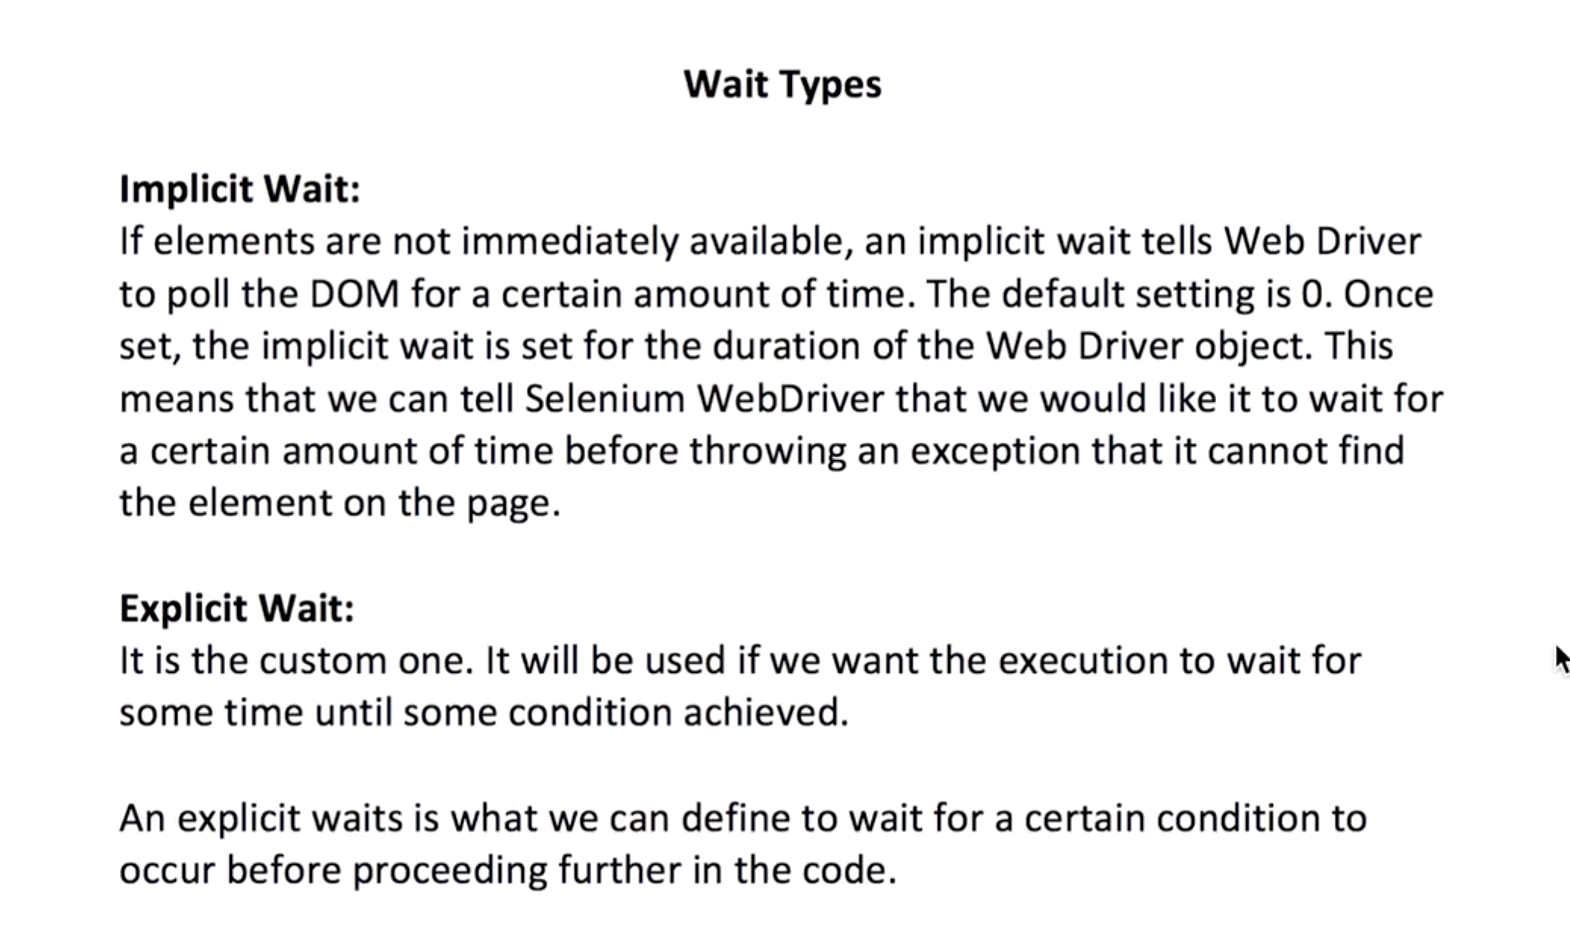 Wait Types
Implicit Wait:
If elements are not immediately available, an implicit wait tells Web Driver
to poll the DOM for a certain amount of time. The default setting is 0. Once
set, the implicit wait is set for the duration of the Web Driver object. This
means that we can tell Selenium WebDriver that we would like it to wait for
a certain amount of time before throwing an exception that it cannot find
the element on the page.
Explicit Wait:
It is the custom one. It will be used if we want the execution to wait for
some time until some condition achieved.
An explicit waits is what we can define to wait for a certain condition to
occur before proceeding further in the code.